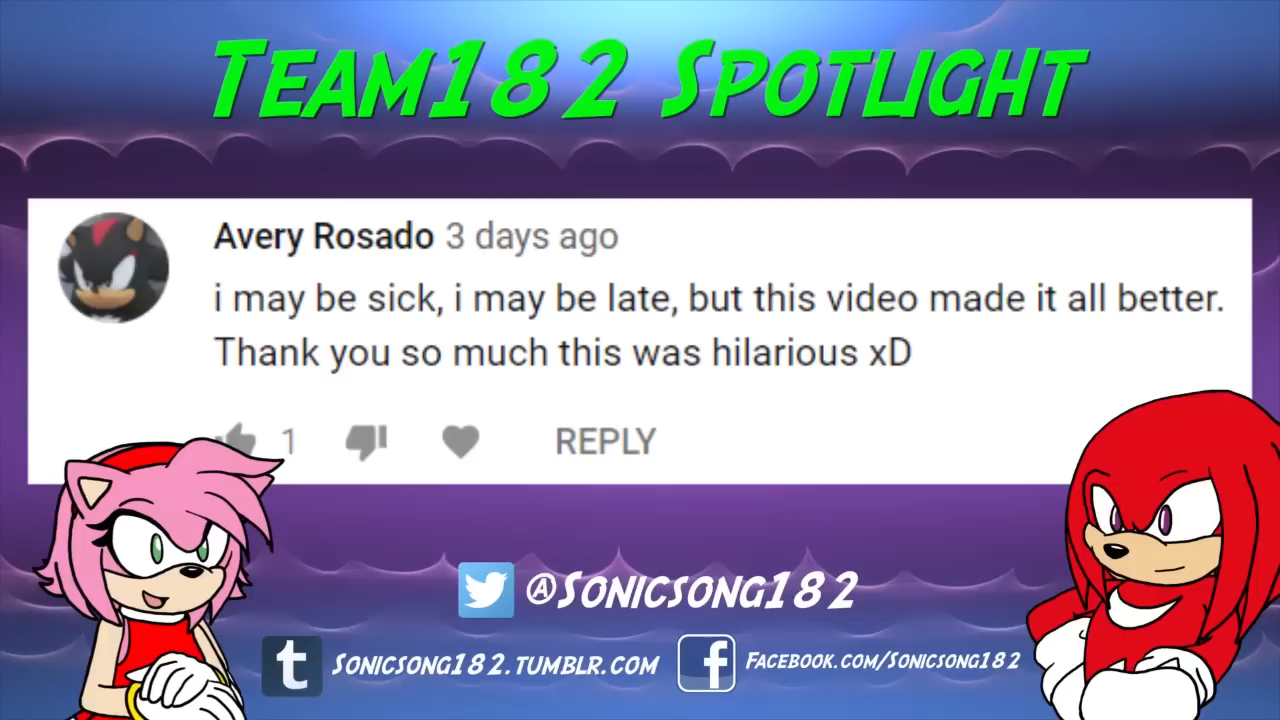 Team182 Spotlight
Avery Rosado 3 days ago
i may be sick, i may be late, but this video made it all better.
Thank you so much this was hilarious xD
1 REPLY
@Sonicsong182
Sonicsong182.tumblr.com
Facebook.com/Sonicsong182